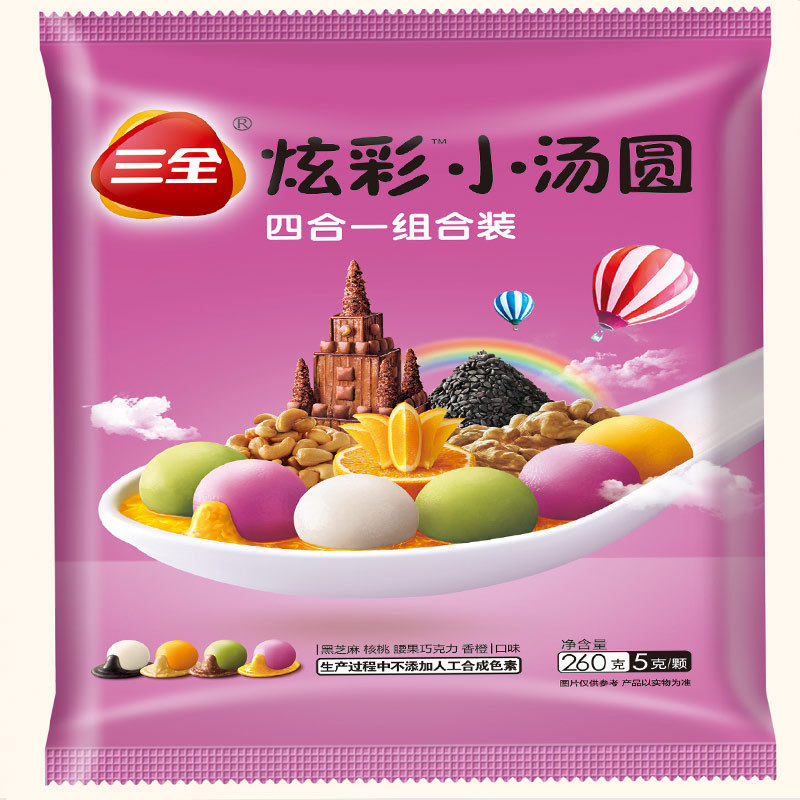 三全®
炫彩™小汤圆
四合一组合装
黑芝麻 核桃 腰果巧克力 香橙 口味
生产过程中不添加人工合成色素
净含量
260克 5克/颗
图片仅供参考 产品以实物为准